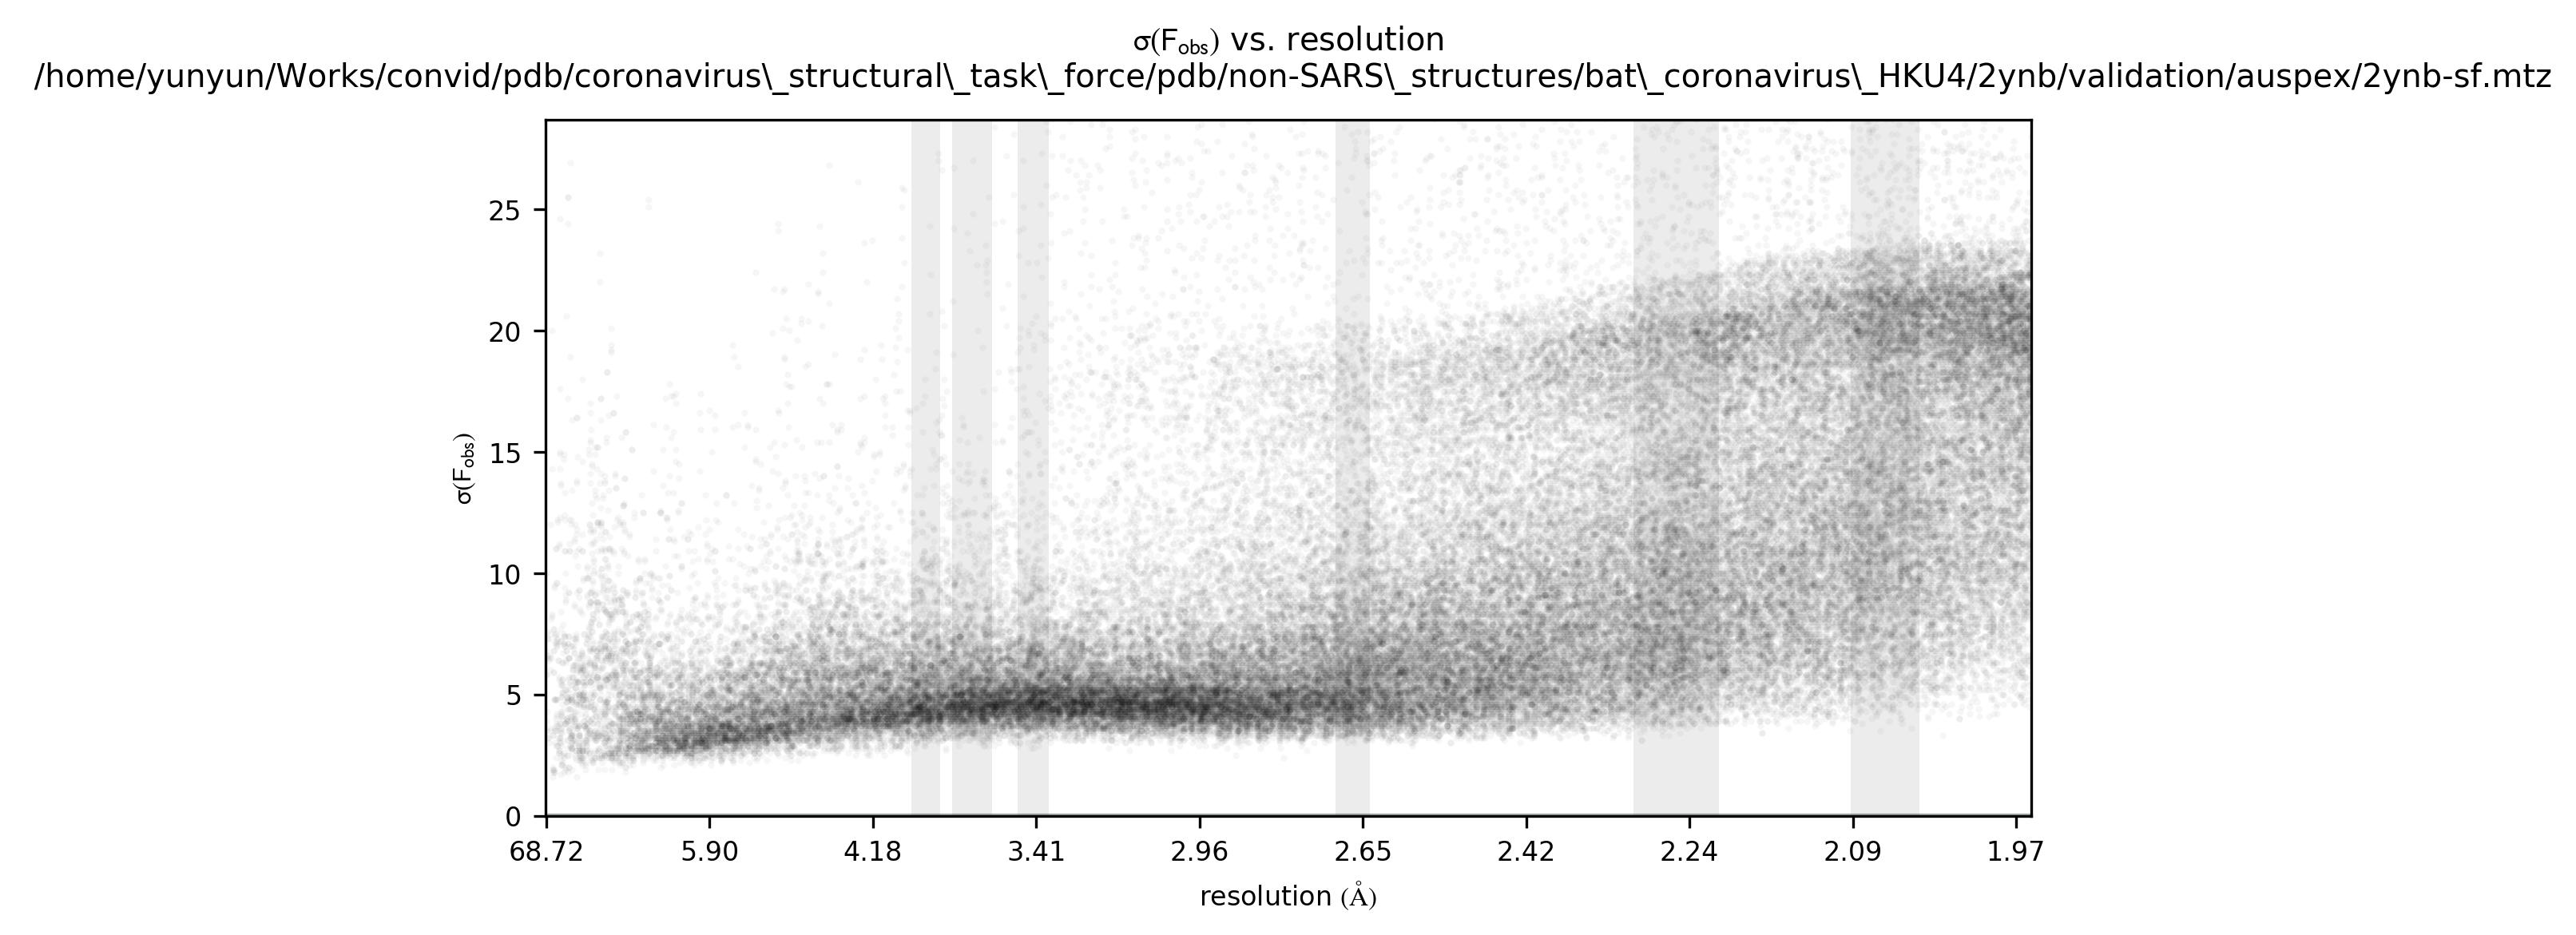 σ(F_obs) vs. resolution
/home/yunyun/Works/convid/pdb/coronavirus\_structural\_task\_force/pdb/non-SARS\_structures/bat\_coronavirus\_HKU4/2ynb/validation/auspex/2ynb-sf.mtz
25
20
15
10
5
0
σ(F_obs)
68.72 5.90 4.18 3.41 2.96 2.65 2.42 2.24 2.09 1.97
resolution (Å)